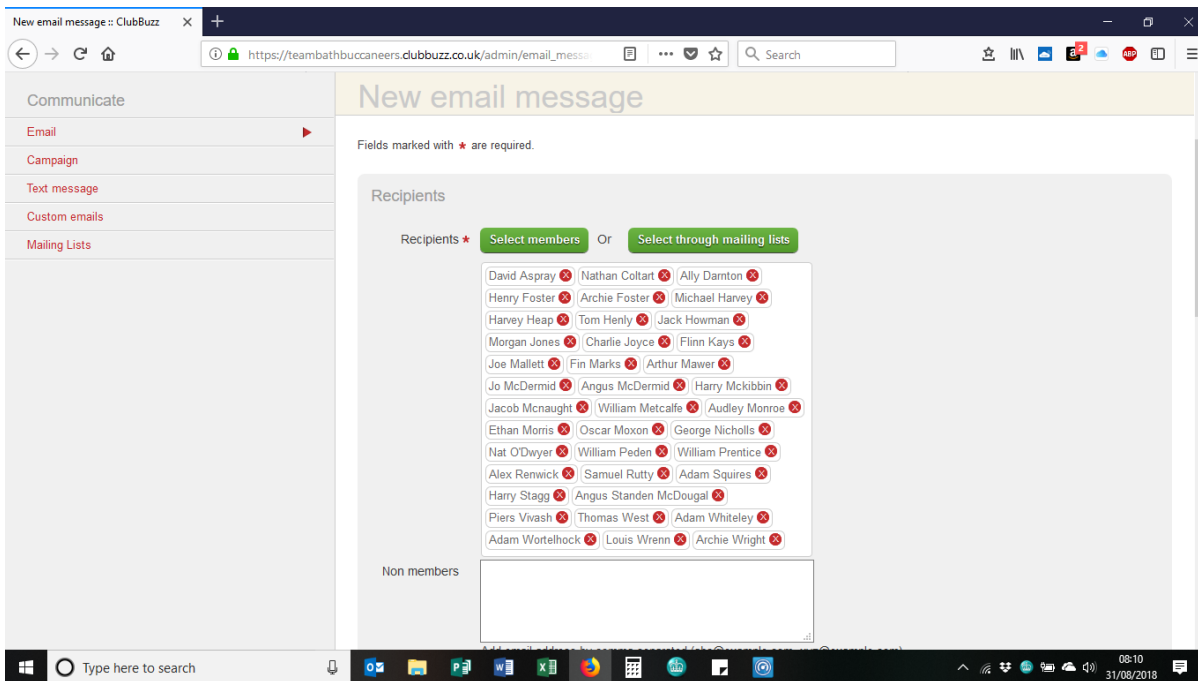 New email message :: ClubBuzz
https://teambathbuccaneers.clubbuzz.co.uk/admin/email_messa
Search
2
ABP
Communicate
Email
Campaign
Text message
Custom emails
Mailing Lists
New email message
Fields marked with * are required.
Recipients
Recipients * Select members Or Select through mailing lists
David Aspray X Nathan Coltart X Ally Darnton X
Henry Foster X Archie Foster X Michael Harvey X
Harvey Heap X Tom Henly X Jack Howman X
Morgan Jones X Charlie Joyce X Flinn Kays X
Joe Mallett X Fin Marks X Arthur Mawer X
Jo McDermid X Angus McDermid X Harry Mckibbin X
Jacob Mcnaught X William Metcalfe X Audley Monroe X
Ethan Morris X Oscar Moxon X George Nicholls X
Nat O'Dwyer X William Peden X William Prentice X
Alex Renwick X Samuel Rutty X Adam Squires X
Harry Stagg X Angus Standen McDougal X
Piers Vivash X Thomas West X Adam Whiteley X
Adam Wortelhock X Louis Wrenn X Archie Wright X
Non members
Type here to search
08:10
31/08/2018